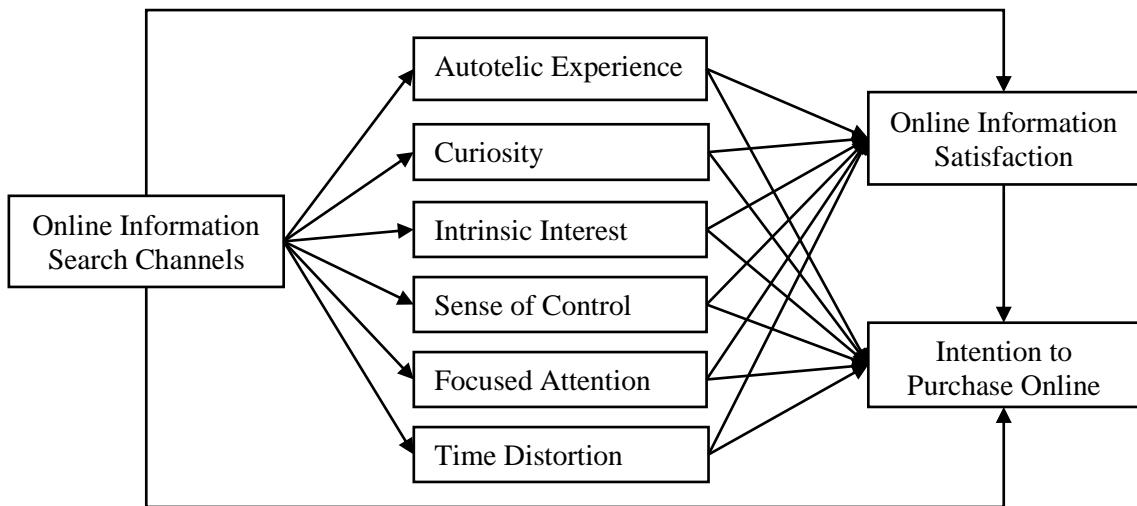 Online Information
Search Channels
Autotelic Experience
Curiosity
Intrinsic Interest
Sense of Control
Focused Attention
Time Distortion
Online Information
Satisfaction
Intention to
Purchase Online